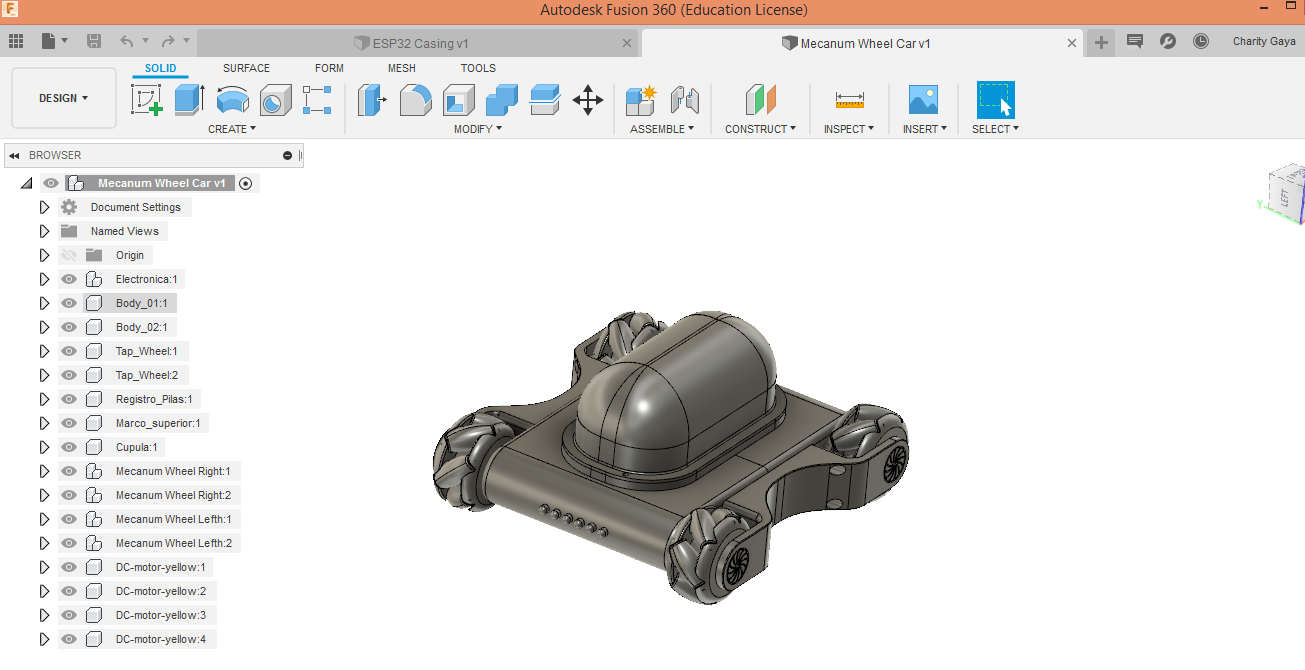 Autodesk Fusion 360 (Education License)
ESP32 Casing v1
Mecanum Wheel Car v1
Charity Gaya
SOLID SURFACE FORM MESH TOOLS
DESIGN
CREATE MODIFY ASSEMBLE CONSTRUCT INSPECT INSERT SELECT
BROWSER
Mecanum Wheel Car v1
Document Settings
Named Views
Origin
Electronica:1
Body_01:1
Body_02:1
Tap_Wheel:1
Tap_Wheel:2
Registro_Pilas:1
Marco_superior:1
Cupula:1
Mecanum Wheel Right:1
Mecanum Wheel Right:2
Mecanum Wheel Lefth:1
Mecanum Wheel Lefth:2
DC-motor-yellow:1
DC-motor-yellow:2
DC-motor-yellow:3
DC-motor-yellow:4
LEFT
Y